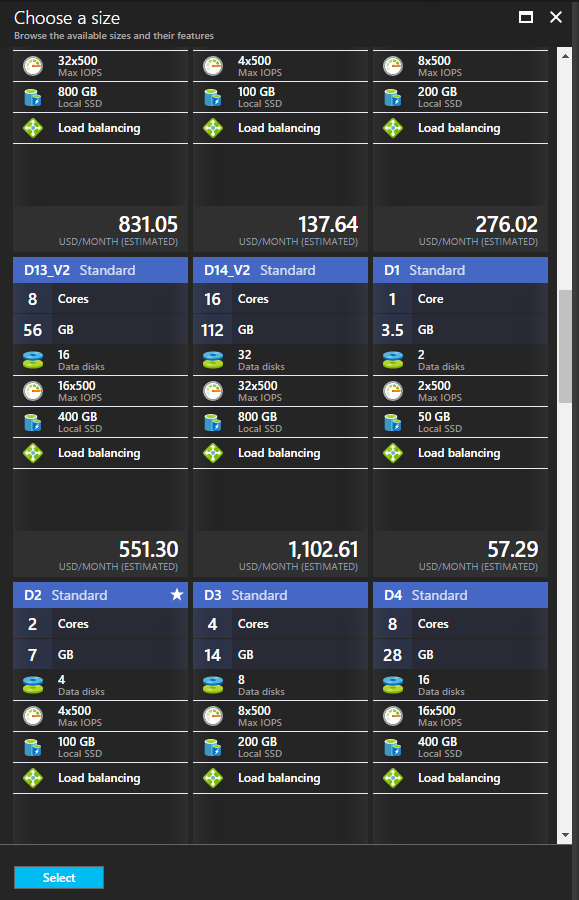 Choose a size
Browse the available sizes and their features
32x500
Max IOPS
800 GB
Local SSD
Load balancing
831.05
USD/MONTH (ESTIMATED)
4x500
Max IOPS
100 GB
Local SSD
Load balancing
137.64
USD/MONTH (ESTIMATED)
8x500
Max IOPS
200 GB
Local SSD
Load balancing
276.02
USD/MONTH (ESTIMATED)
D13_V2 Standard
8 Cores
56 GB
16
Data disks
16x500
Max IOPS
400 GB
Local SSD
Load balancing
551.30
USD/MONTH (ESTIMATED)
D14_V2 Standard
16 Cores
112 GB
32
Data disks
32x500
Max IOPS
800 GB
Local SSD
Load balancing
1,102.61
USD/MONTH (ESTIMATED)
D1 Standard
1 Core
3.5 GB
2
Data disks
2x500
Max IOPS
50 GB
Local SSD
Load balancing
57.29
USD/MONTH (ESTIMATED)
D2 Standard
2 Cores
7 GB
4
Data disks
4x500
Max IOPS
100 GB
Local SSD
Load balancing
D3 Standard
4 Cores
14 GB
8
Data disks
8x500
Max IOPS
200 GB
Local SSD
Load balancing
D4 Standard
8 Cores
28 GB
16
Data disks
16x500
Max IOPS
400 GB
Local SSD
Load balancing
Select